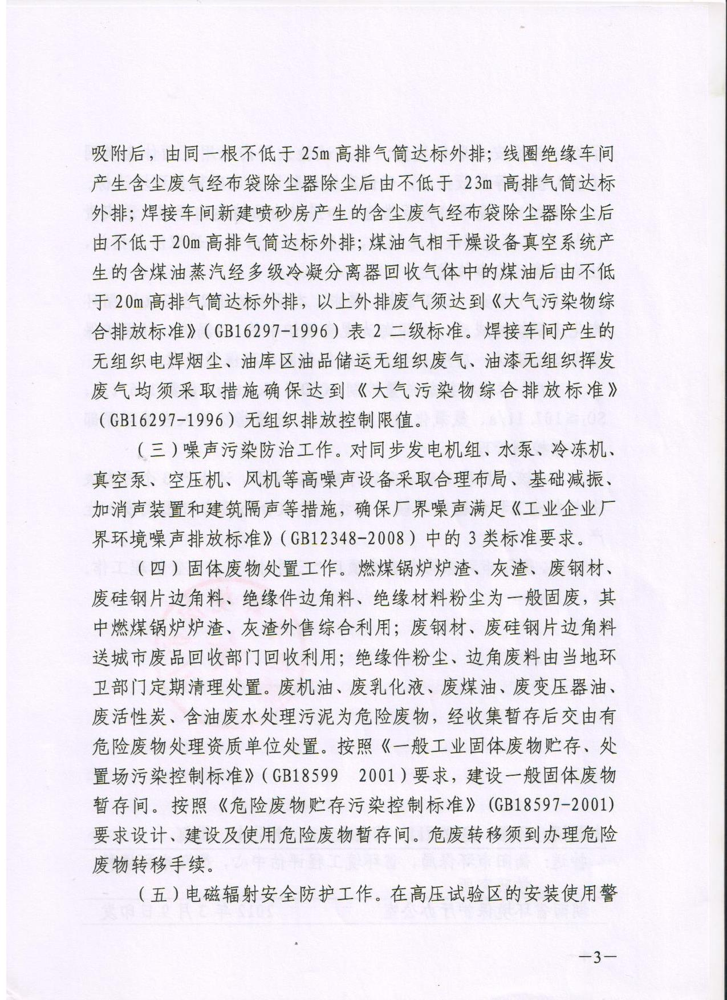 吸附后，由同一根不低于 25m 高排气筒达标外排；线圈绝缘车间
产生含尘废气经布袋除尘器除尘后由不低于 23m 高排气筒达标
外排；焊接车间新建喷砂房产生的含尘废气经布袋除尘器除尘后
由不低于 20m 高排气筒达标外排；煤油气相干燥设备真空系统产
生的含煤油蒸汽经多级冷凝分离器回收气体中的煤油后由不低
于 20m 高排气筒达标外排，以上外排废气须达到《大气污染物综
合排放标准》（GB16297-1996）表 2 二级标准。焊接车间产生的
无组织电焊烟尘、油库区油品储运无组织废气、油漆无组织挥发
废气均须采取措施确保达到《大气污染物综合排放标准》
（GB16297-1996）无组织排放控制限值。
（三）噪声污染防治工作。对同步发电机组、水泵、冷冻机、
真空泵、空压机、风机等高噪声设备采取合理布局、基础减振、
加消声装置和建筑隔声等措施，确保厂界噪声满足《工业企业厂
界环境噪声排放标准》（GB12348-2008）中的 3 类标准要求。
（四）固体废物处置工作。燃煤锅炉炉渣、灰渣、废钢材、
废硅钢片边角料、绝缘件边角料、绝缘材料粉尘为一般固废，其
中燃煤锅炉炉渣、灰渣外售综合利用；废钢材、废硅钢片边角料
送城市废品回收部门回收利用；绝缘件粉尘、边角废料由当地环
卫部门定期清理处置。废机油、废乳化液、废煤油、废变压器油、
废活性炭、含油废水处理污泥为危险废物，经收集暂存后交由有
危险废物处理资质单位处置。按照《一般工业固体废物贮存、处
置场污染控制标准》（GB18599 2001）要求，建设一般固体废物
暂存间。按照《危险废物贮存污染控制标准》(GB18597-2001)
要求设计、建设及使用危险废物暂存间。危废转移须到办理危险
废物转移手续。
（五）电磁辐射安全防护工作。在高压试验区的安装使用警
—3—